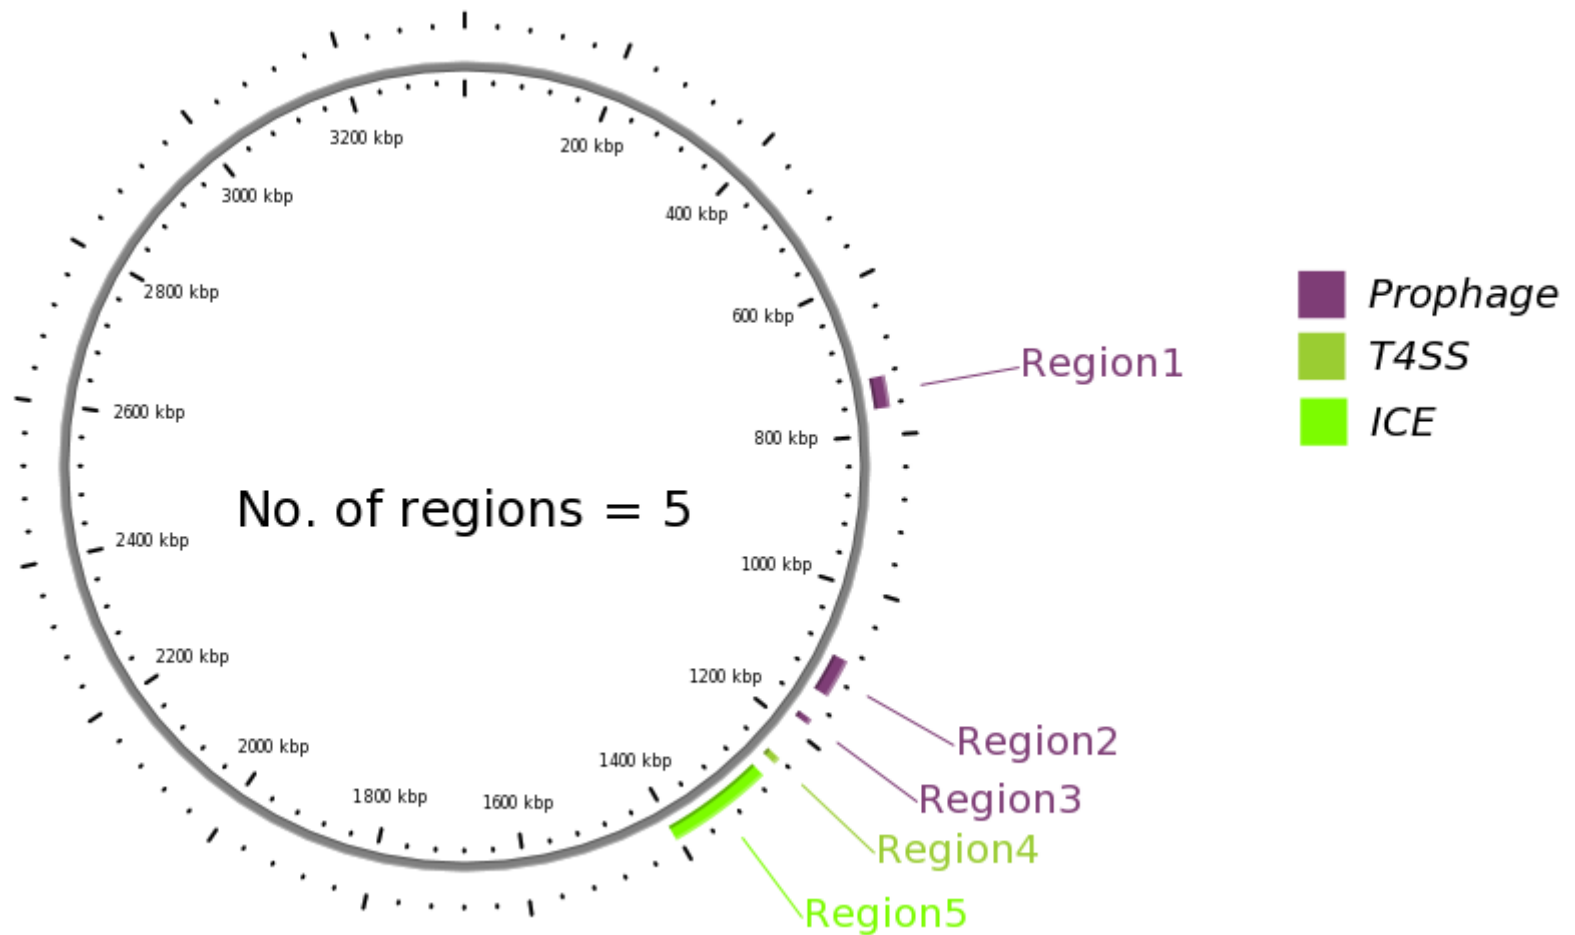 3200 kbp
200 kbp
3000 kbp
400 kbp
2800 kbp
600 kbp
Region1
2600 kbp
800 kbp
No. of regions = 5
2400 kbp
1000 kbp
2200 kbp
1200 kbp
Region2
2000 kbp
1400 kbp
Region3
1800 kbp
1600 kbp
Region4
Region5
Prophage
T4SS
ICE